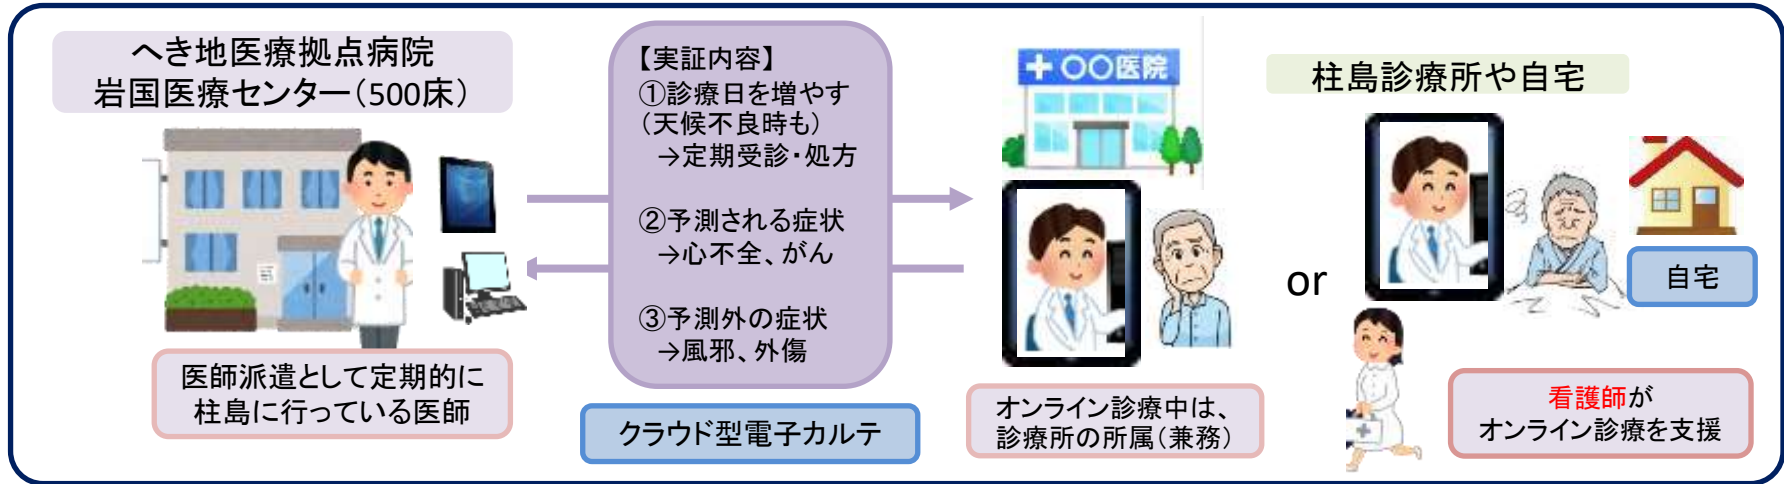 へき地医療拠点病院
岩国医療センター（500床）
医師派遣として定期的に
柱島に行っている医師
【実証内容】
①診療日を増やす
（天候不良時も）
→定期受診・処方
②予測される症状
→心不全、がん
③予測外の症状
→風邪、外傷
クラウド型電子カルテ
〇〇医院
オンライン診療中は、
診療所の所属（兼務）
or
柱島診療所や自宅
自宅
看護師が
オンライン診療を支援